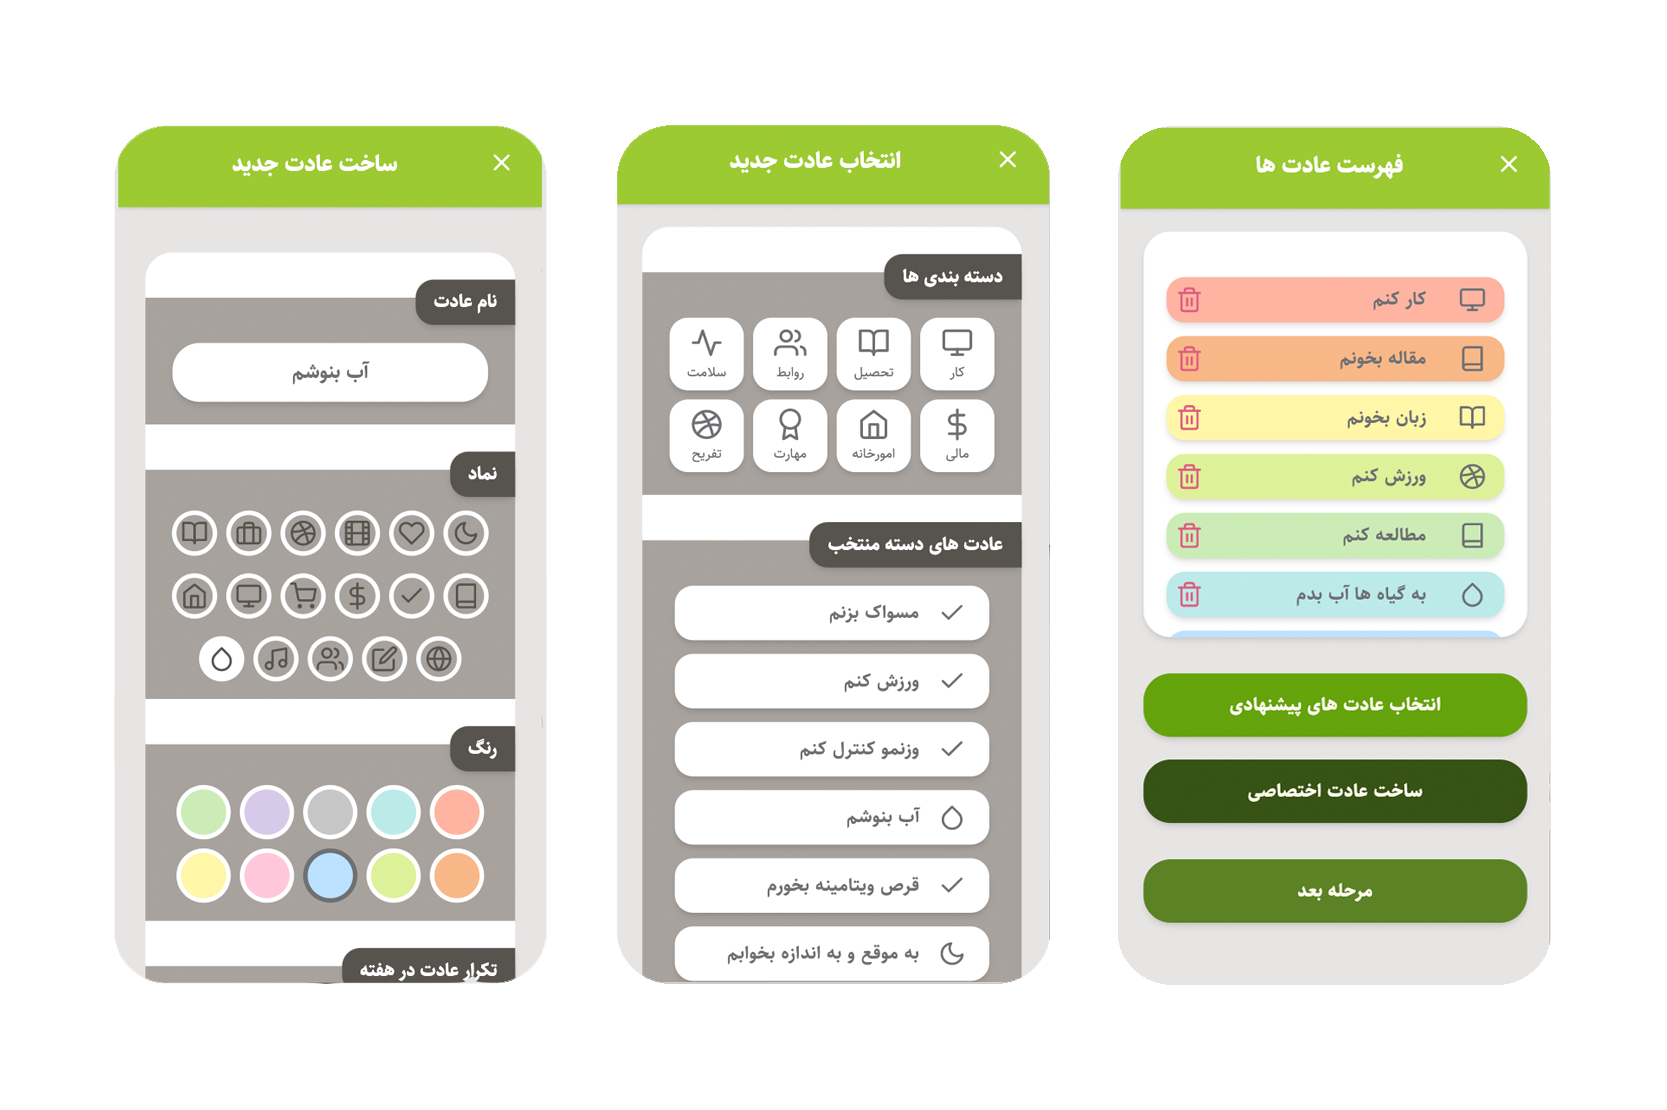 فهرست عادت ها
کار کنم
مقاله بخونم
زبان بخونم
ورزش کنم
مطالعه کنم
به گیاه ها آب بدم
انتخاب عادت های پیشنهادی
ساخت عادت اختصاصی
مرحله بعد
انتخاب عادت جدید
دسته بندی ها
کار
تحصیل
روابط
سلامت
مالی
امورخانه
مهارت
تفریح
عادت های دسته منتخب
مسواک بزنم
ورزش کنم
وزنمو کنترل کنم
آب بنوشم
قرص ویتامینه بخورم
به موقع و به اندازه بخوابم
ساخت عادت جدید
نام عادت
آب بنوشم
نماد
رنگ
تکرار عادت در هفته